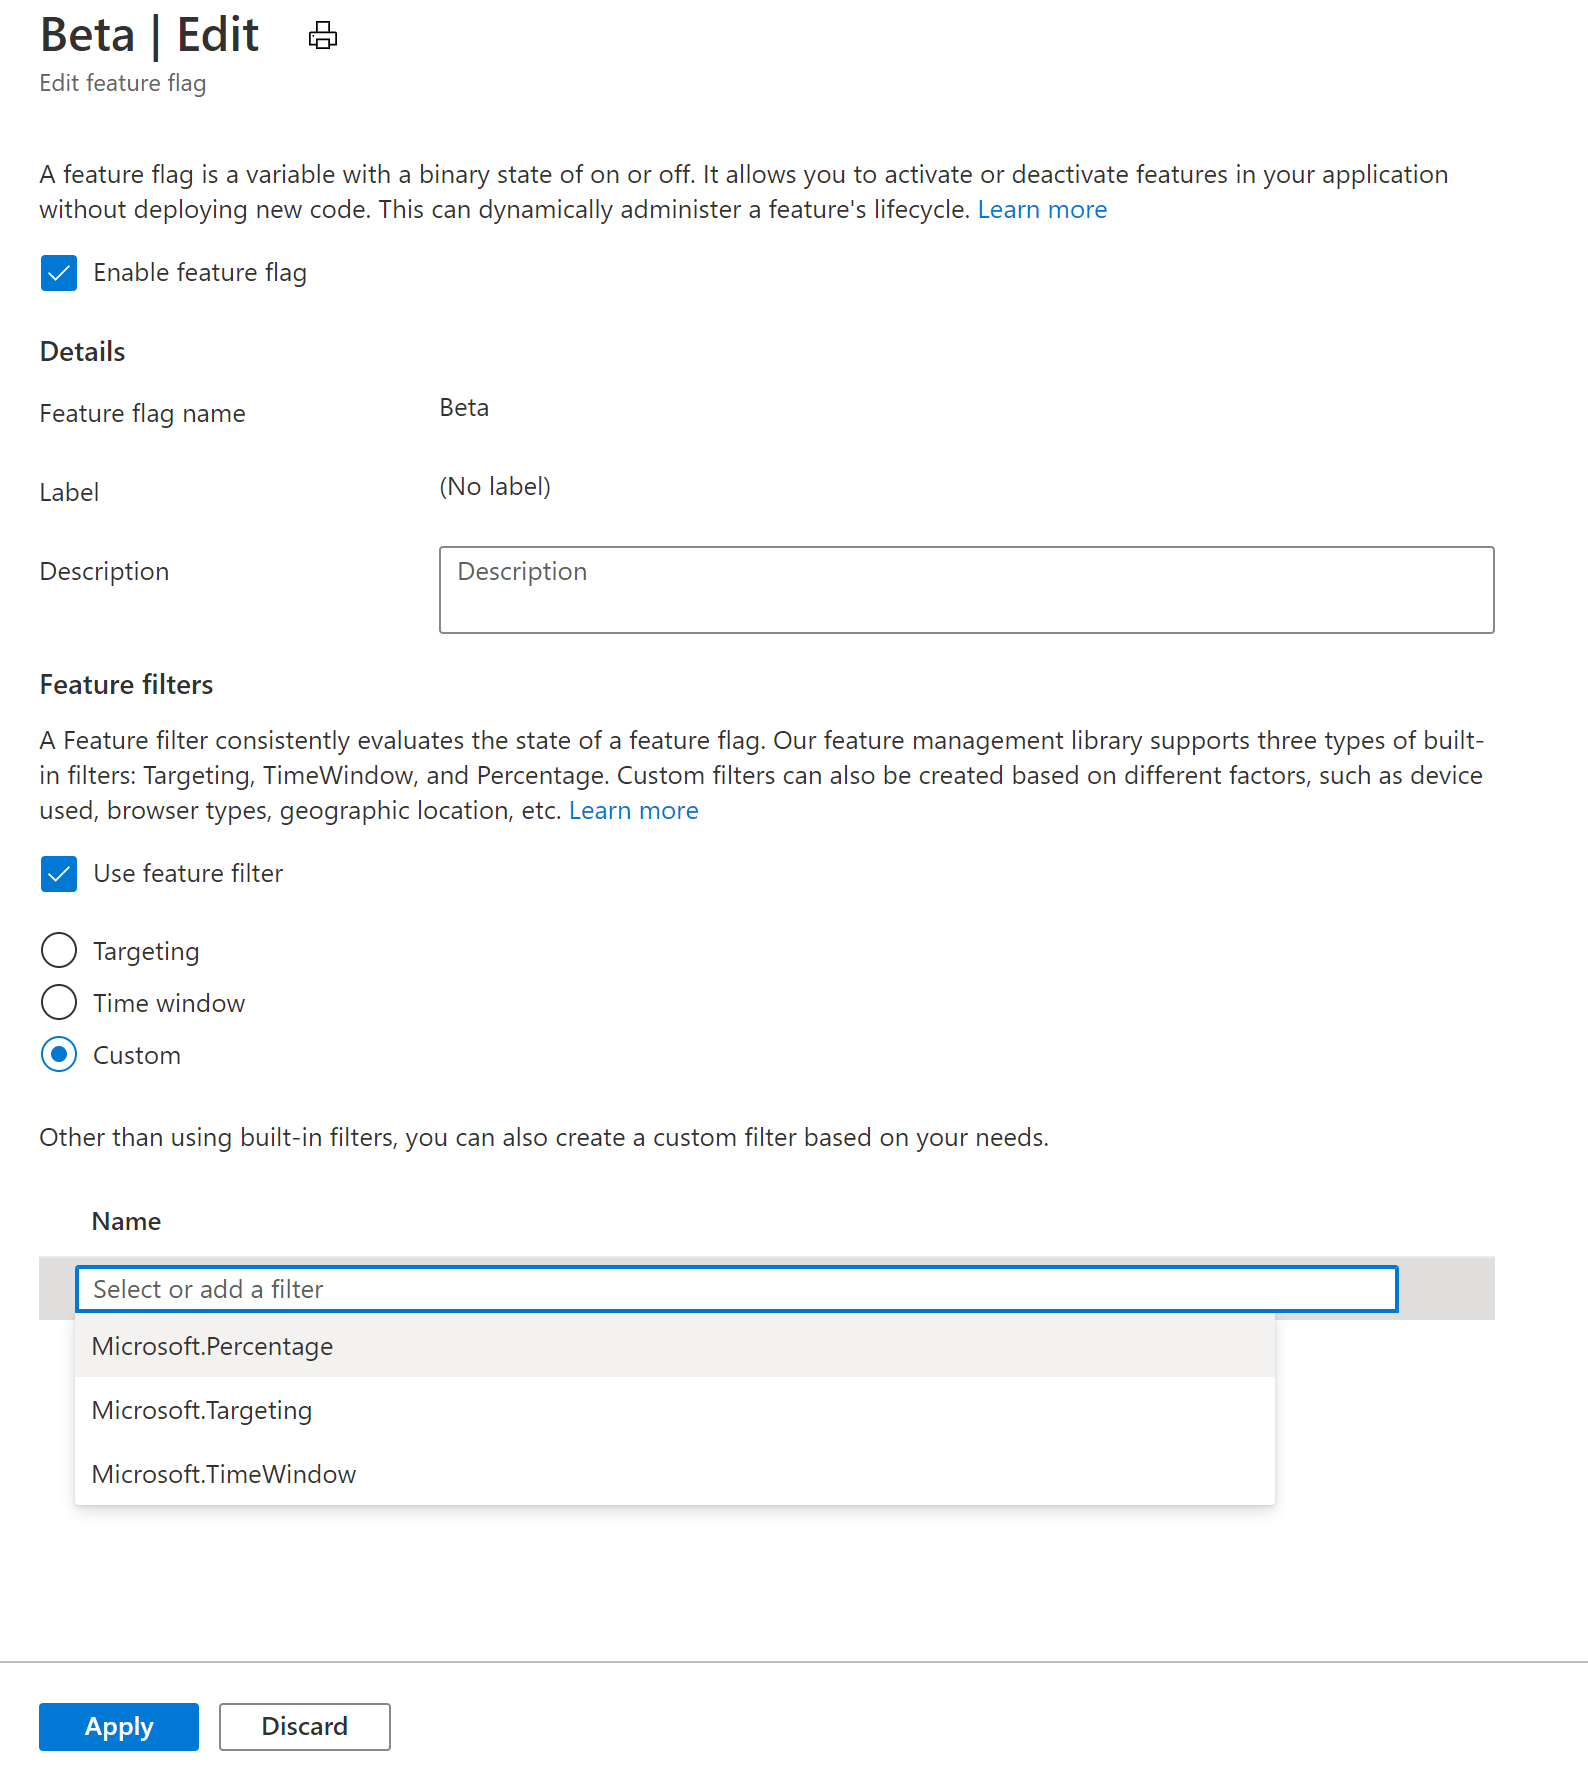 Beta | Edit
Edit feature flag
A feature flag is a variable with a binary state of on or off. It allows you to activate or deactivate features in your application
without deploying new code. This can dynamically administer a feature's lifecycle. Learn more
Enable feature flag
Details
Feature flag name
Beta
Label
(No label)
Description
Description
Feature filters
A Feature filter consistently evaluates the state of a feature flag. Our feature management library supports three types of built-
in filters: Targeting, TimeWindow, and Percentage. Custom filters can also be created based on different factors, such as device
used, browser types, geographic location, etc. Learn more
Use feature filter
Targeting
Time window
Custom
Other than using built-in filters, you can also create a custom filter based on your needs.
Name
Select or add a filter
Microsoft.Percentage
Microsoft.Targeting
Microsoft.TimeWindow
Apply
Discard